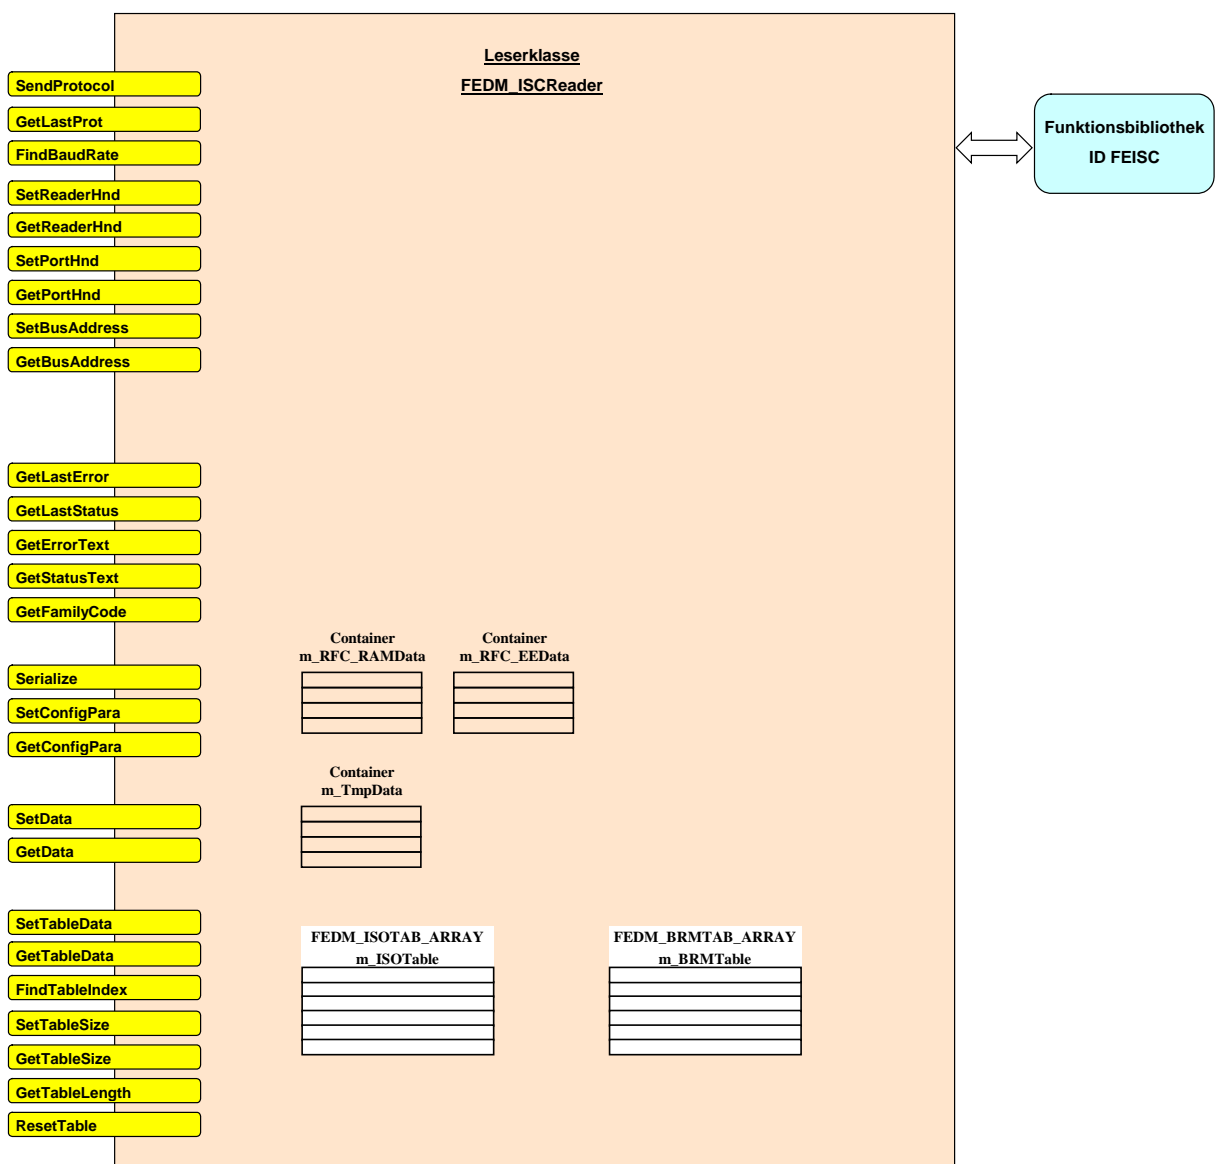 Leserklasse
FEDM_ISCReader
SendProtocol
GetLastProt
FindBaudRate
SetReaderHnd
GetReaderHnd
SetPortHnd
GetPortHnd
SetBusAddress
GetBusAddress
Funktionsbibliothek
ID FEISC
GetLastError
GetLastStatus
GetErrorText
GetStatusText
GetFamilyCode
Serialize
SetConfigPara
GetConfigPara
Container
m_RFC_RAMData
Container
m_RFC_EEData
Container
m_TmpData
SetData
GetData
SetTableData
GetTableData
FindTableIndex
SetTableSize
GetTableSize
GetTableLength
ResetTable
FEDM_ISOTAB_ARRAY
m_ISOTable
FEDM_BRMTAB_ARRAY
m_BRMTable